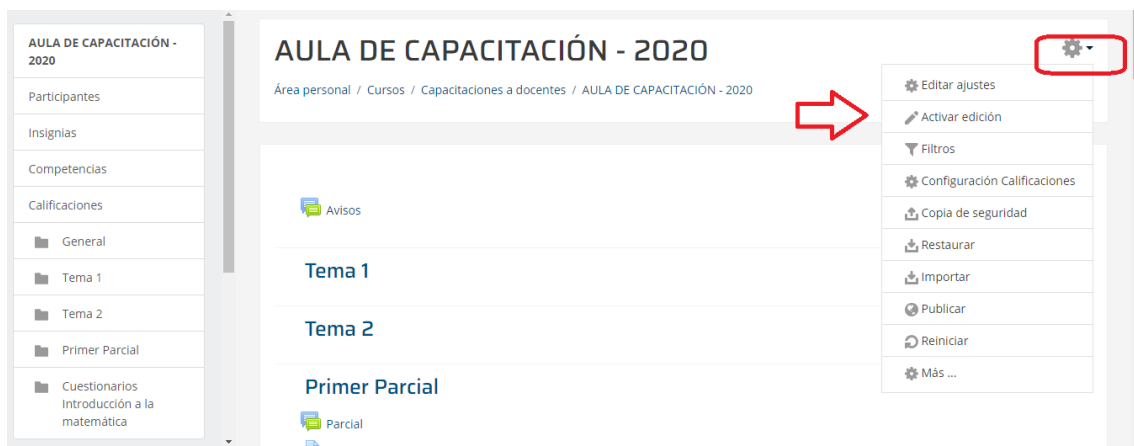 AULA DE CAPACITACIÓN -
2020
Participantes
Insignias
Competencias
Calificaciones
General
Tema 1
Tema 2
Primer Parcial
Cuestionarios
Introducción a la
matemática
AULA DE CAPACITACIÓN - 2020
Área personal / Cursos / Capacitaciones a docentes / AULA DE CAPACITACIÓN - 2020
Avisos
Tema 1
Tema 2
Primer Parcial
Parcial
Editar ajustes
Activar edición
Filtros
Configuración Calificaciones
Copia de seguridad
Restaurar
Importar
Publicar
Reiniciar
Más ...